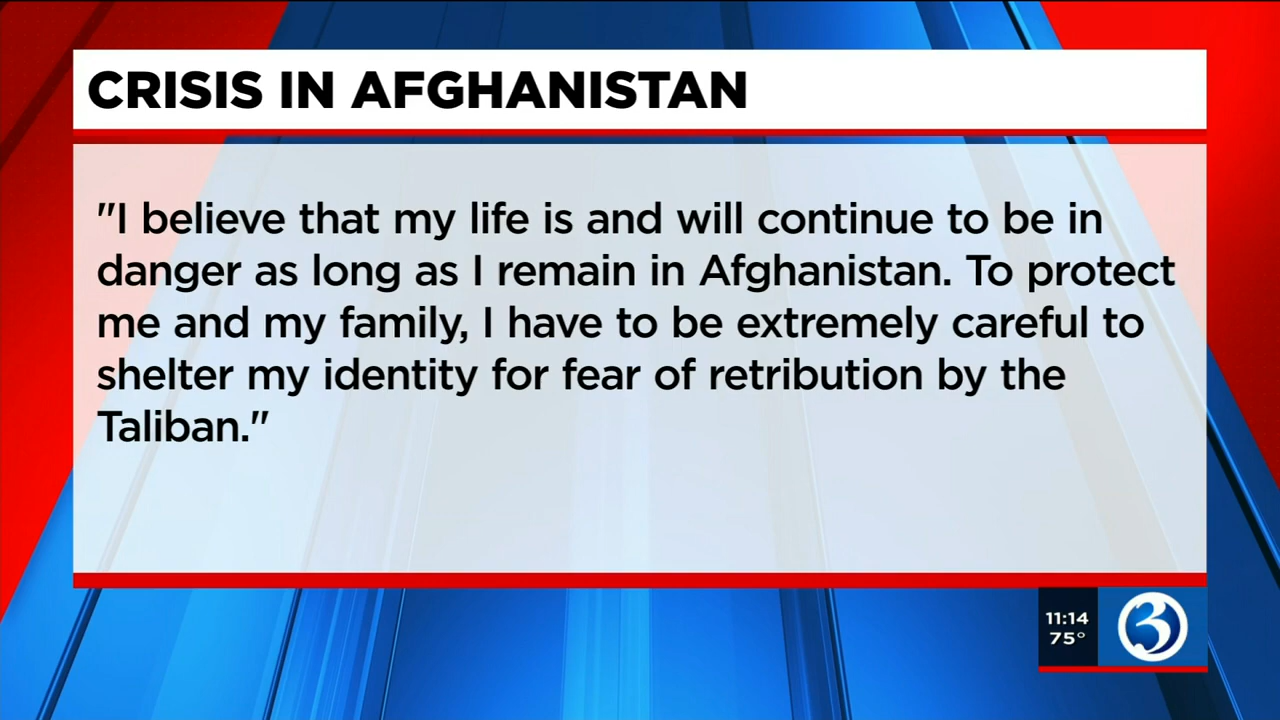 CRISIS IN AFGHANISTAN
"I believe that my life is and will continue to be in
danger as long as I remain in Afghanistan. To protect
me and my family, I have to be extremely careful to
shelter my identity for fear of retribution by the
Taliban."
11:14
75°
3